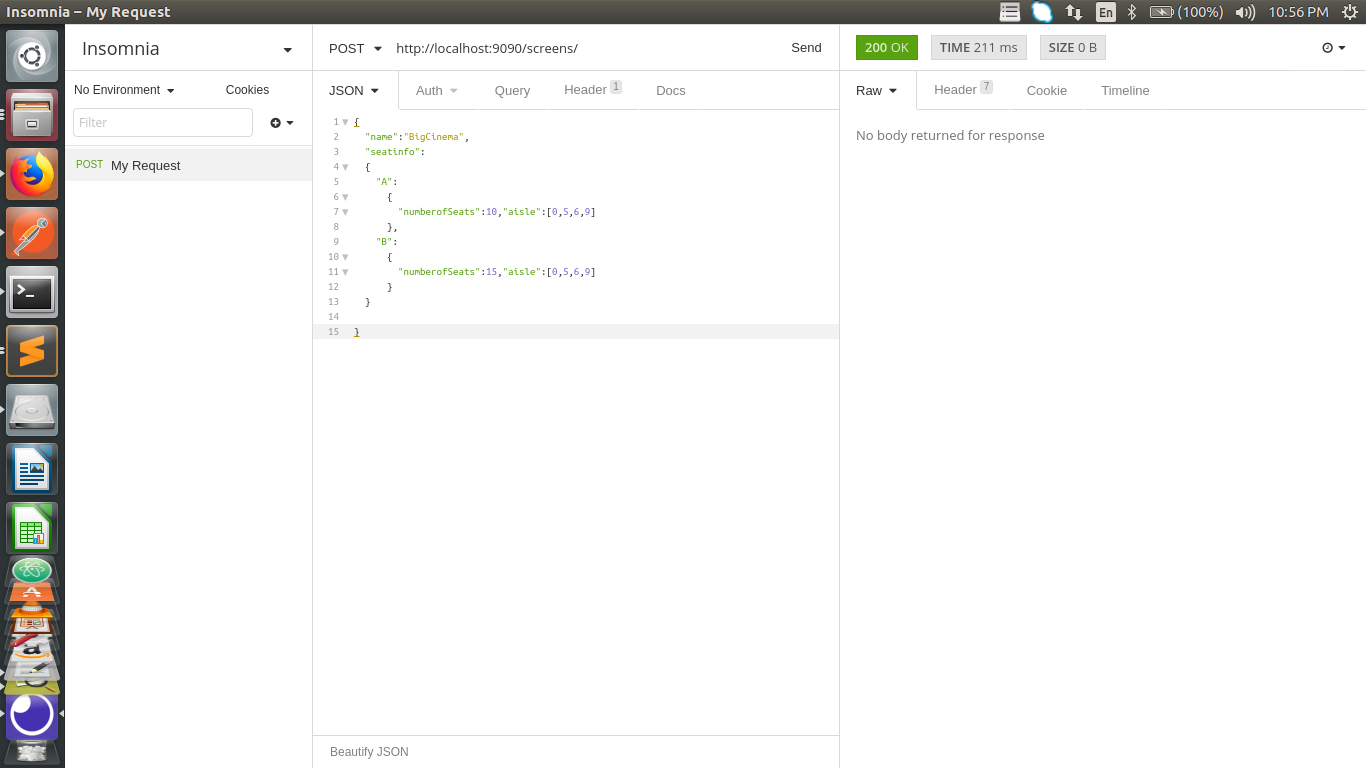 Insomnia – My Request
En
(100%)
10:56 PM
Insomnia
POST http://localhost:9090/screens/ Send
200 OK TIME 211 ms SIZE 0 B
No Environment Cookies
JSON Auth Query Header 1 Docs
Raw Header 7 Cookie Timeline
Filter
POST My Request
1 {
2 "name":"BigCinema",
3 "seatinfo":
4 {
5 "A":
6 {
7 "numberofSeats":10,"aisle":[0,5,6,9]
8 },
9 "B":
10 {
11 "numberofSeats":15,"aisle":[0,5,6,9]
12 }
13 }
14
15 }
No body returned for response
Beautify JSON